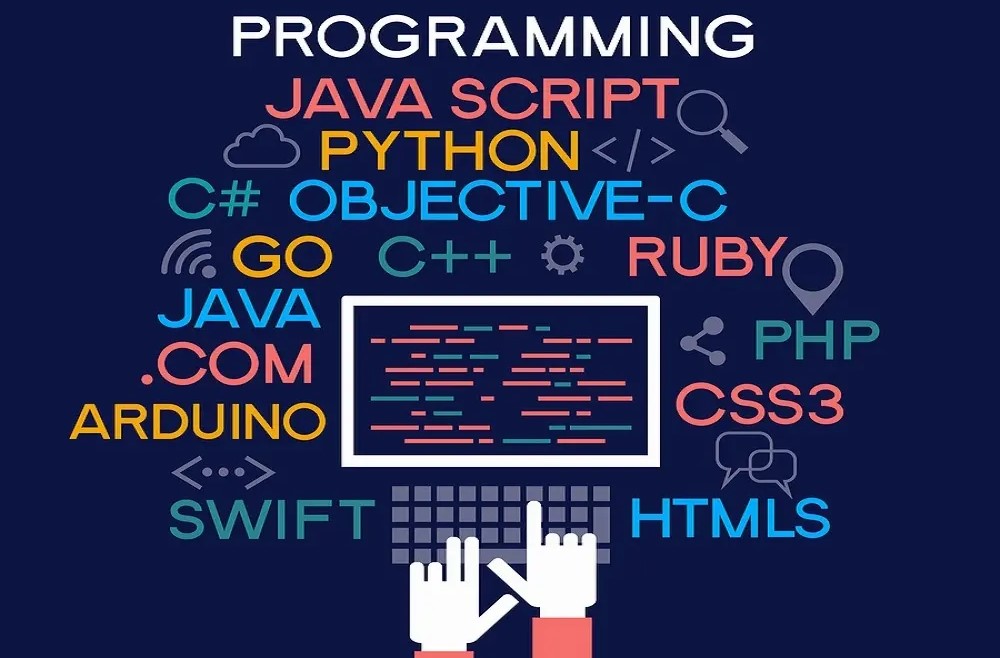 PROGRAMMING
JAVA SCRIPT
PYTHON </>
C# OBJECTIVE-C
GO C++ RUBY
JAVA
PHP
.COM
CSS3
ARDUINO
<•••>
SWIFT HTMLS